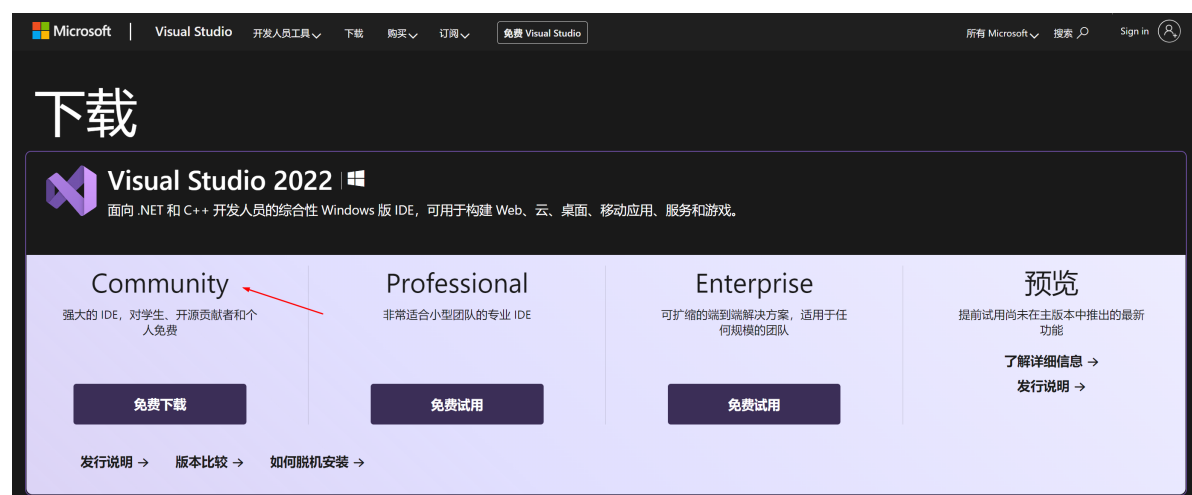 Microsoft Visual Studio 开发人员工具 下载 购买 订阅 免费 Visual Studio 所有 Microsoft 搜索 Sign in
下载
Visual Studio 2022
面向 .NET 和 C++ 开发人员的综合性 Windows 版 IDE，可用于构建 Web、云、桌面、移动应用、服务和游戏。
Community
强大的 IDE，对学生、开源贡献者和个
人免费
免费下载
Professional
非常适合小型团队的专业 IDE
免费试用
Enterprise
可扩缩的端到端解决方案，适用于任
何规模的团队
免费试用
预览
提前试用尚未在主版本中推出的最新
功能
了解详细信息 →
发行说明 →
发行说明 → 版本比较 → 如何脱机安装 →